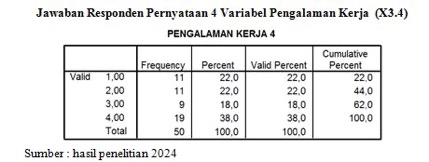 Jawaban Responden Pernyataan 4 Variabel Pengalaman Kerja (X3.4)
PENGALAMAN KERJA 4
Frequency Percent Valid Percent Cumulative Percent
Valid 1,00 11 22,0 22,0 22,0
2,00 11 22,0 22,0 44,0
3,00 9 18,0 18,0 62,0
4,00 19 38,0 38,0 100,0
Total 50 100,0 100,0
Sumber : hasil penelitian 2024